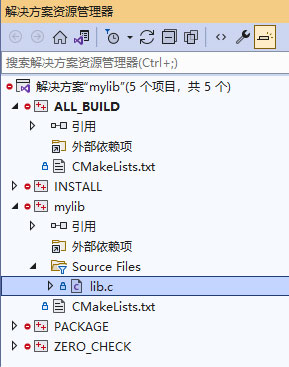 解决方案资源管理器
搜索解决方案资源管理器(Ctrl+;)
解决方案"mylib"(5 个项目，共 5 个)
ALL_BUILD
引用
外部依赖项
CMakeLists.txt
INSTALL
mylib
引用
外部依赖项
Source Files
lib.c
CMakeLists.txt
PACKAGE
ZERO_CHECK